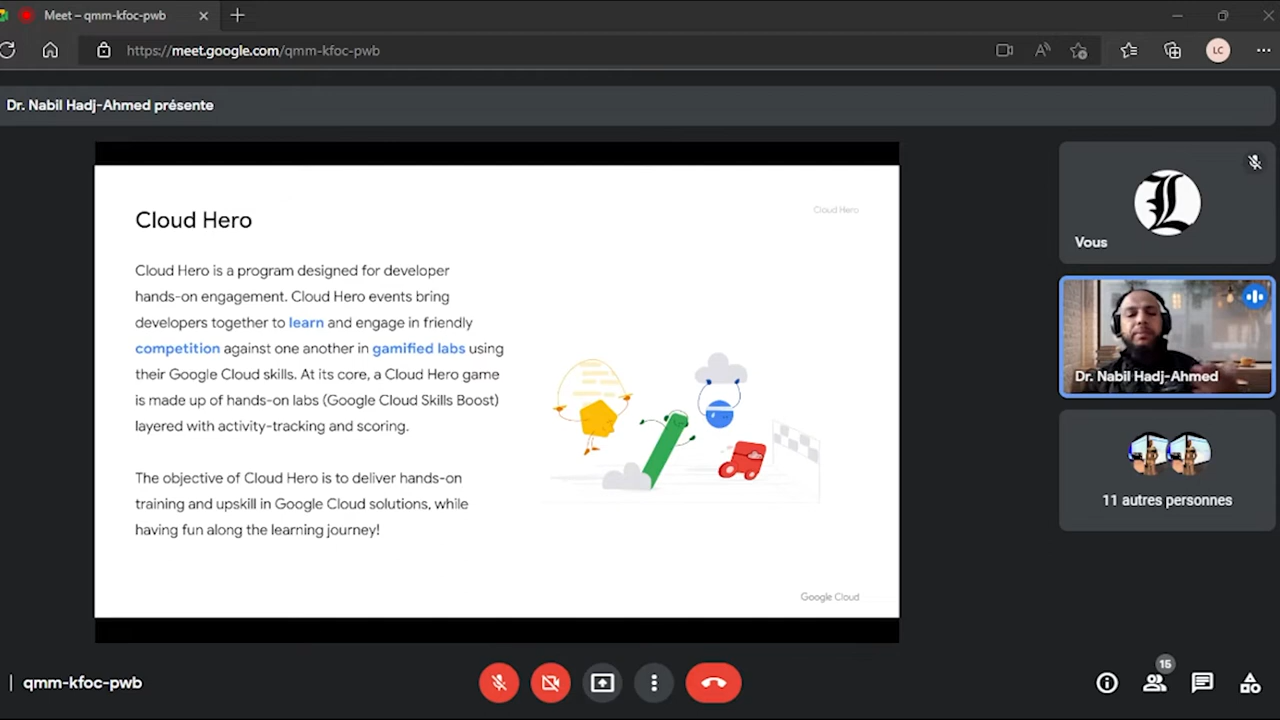 Meet – qmm-kfoc-pwb
https://meet.google.com/qmm-kfoc-pwb
LC
Dr. Nabil Hadj-Ahmed présente
Cloud Hero
Cloud Hero
Cloud Hero is a program designed for developer
hands-on engagement. Cloud Hero events bring
developers together to learn and engage in friendly
competition against one another in gamified labs using
their Google Cloud skills. At its core, a Cloud Hero game
is made up of hands-on labs (Google Cloud Skills Boost)
layered with activity-tracking and scoring.
The objective of Cloud Hero is to deliver hands-on
training and upskill in Google Cloud solutions, while
having fun along the learning journey!
Google Cloud
L
Vous
Dr. Nabil Hadj-Ahmed
11 autres personnes
qmm-kfoc-pwb
15